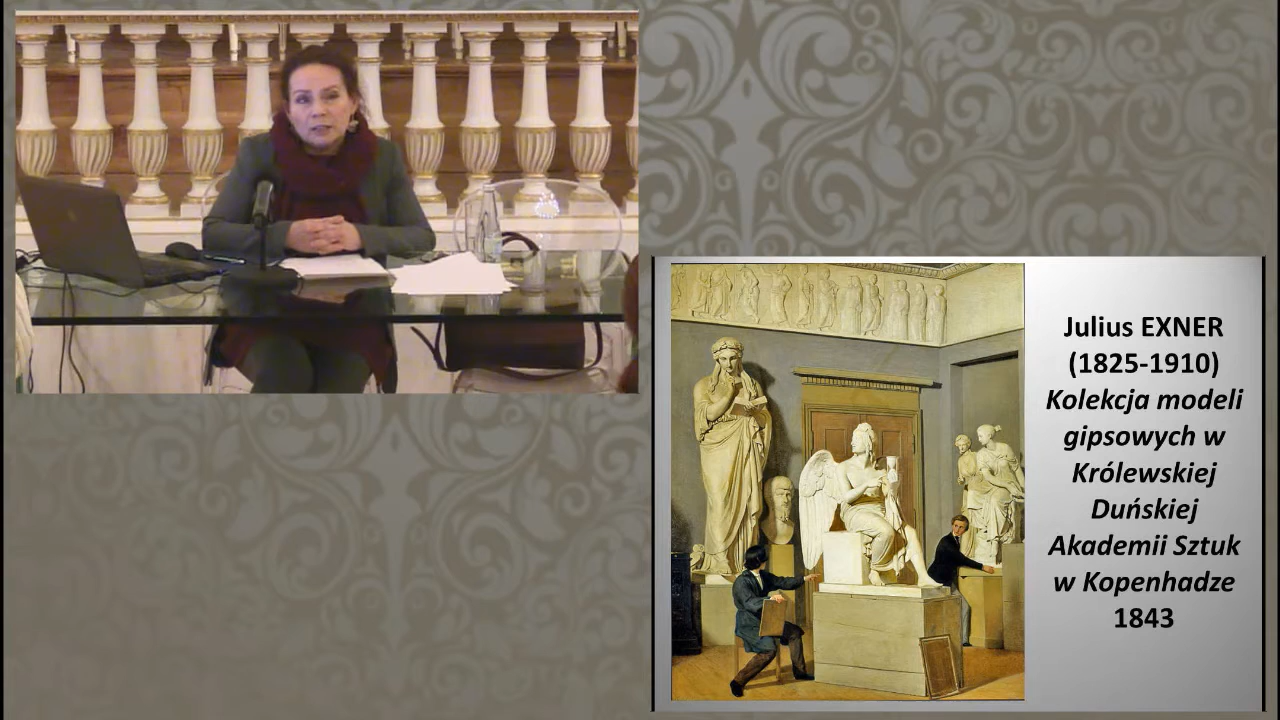 Julius EXNER
(1825-1910)
Kolekcja modeli
gipsowych w
Królewskiej
Duńskiej
Akademii Sztuk
w Kopenhadze
1843